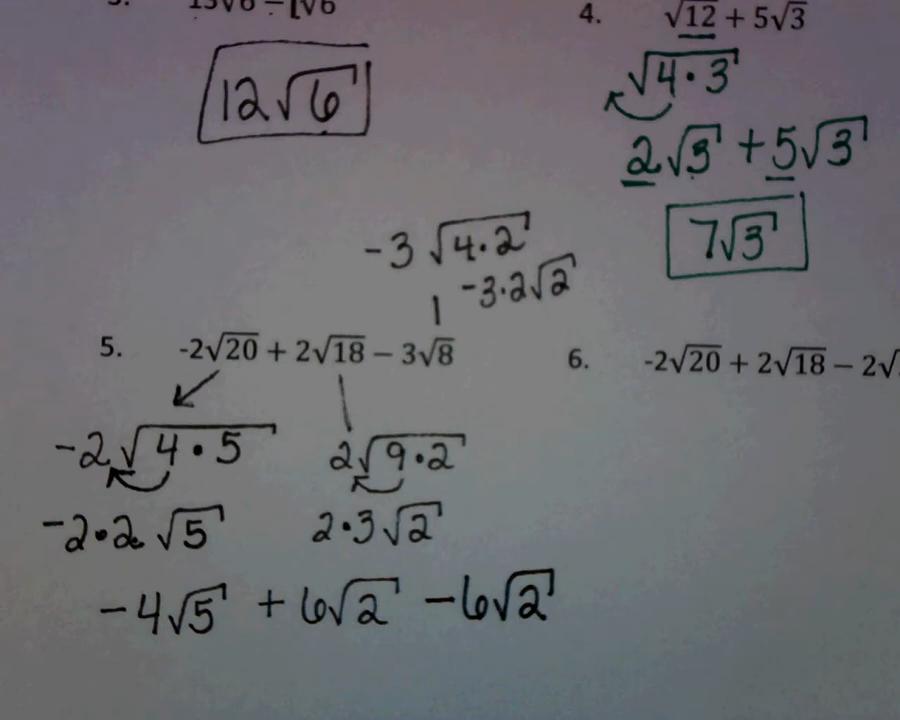 4. √12 + 5√3
12√6
√4·3
2√3 + 5√3
7√3
-3 √4·2
-3·2√2
5. -2√20 + 2√18 – 3√8
6. -2√20 + 2√18 – 2√
-2√4·5
2√9·2
-2·2√5
2·3√2
-4√5 + 6√2 -6√2